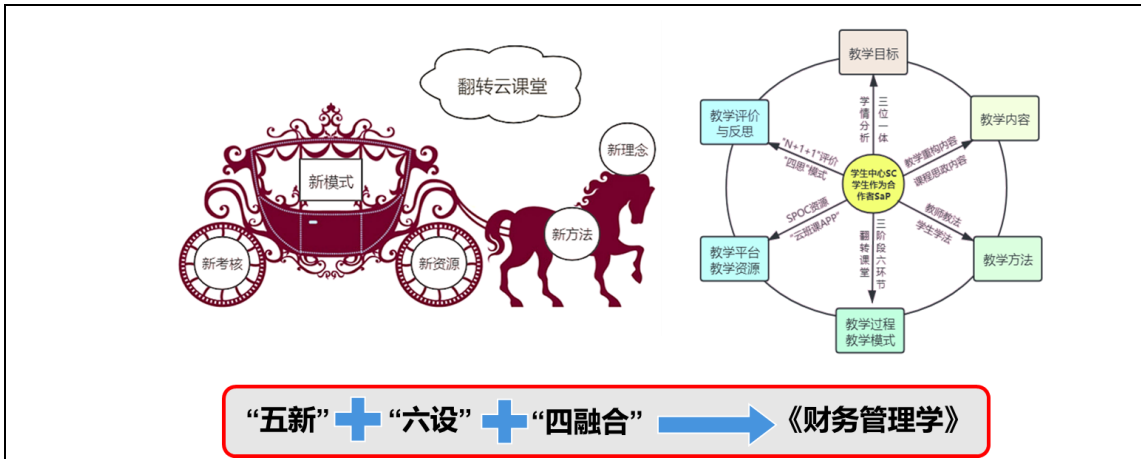 翻转云课堂
新理念
新模式
新方法
新考核
新资源
教学目标
学情分析
三位一体
教学评价
与反思
教学内容
"N+1+1"评价
"四思"模式
教学重构内容
课程思政内容
学生中心SC
学生作为合
作者SaP
SPOC资源
"云班课APP"
教师教法
学生学法
教学平台
教学资源
翻转课堂
三阶段六环节
教学方法
教学过程
教学模式
“五新”+“六设”+“四融合” 《财务管理学》